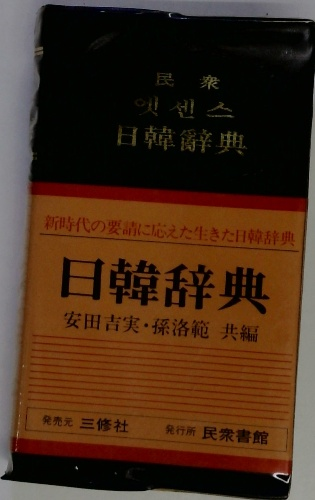 民衆
엣센스
日韓辭典
新時代の要請に応えた生きた日韓辞典
日韓辞典
安田吉実・孫洛範 共編
発売元 三修社 発行所 民衆書館